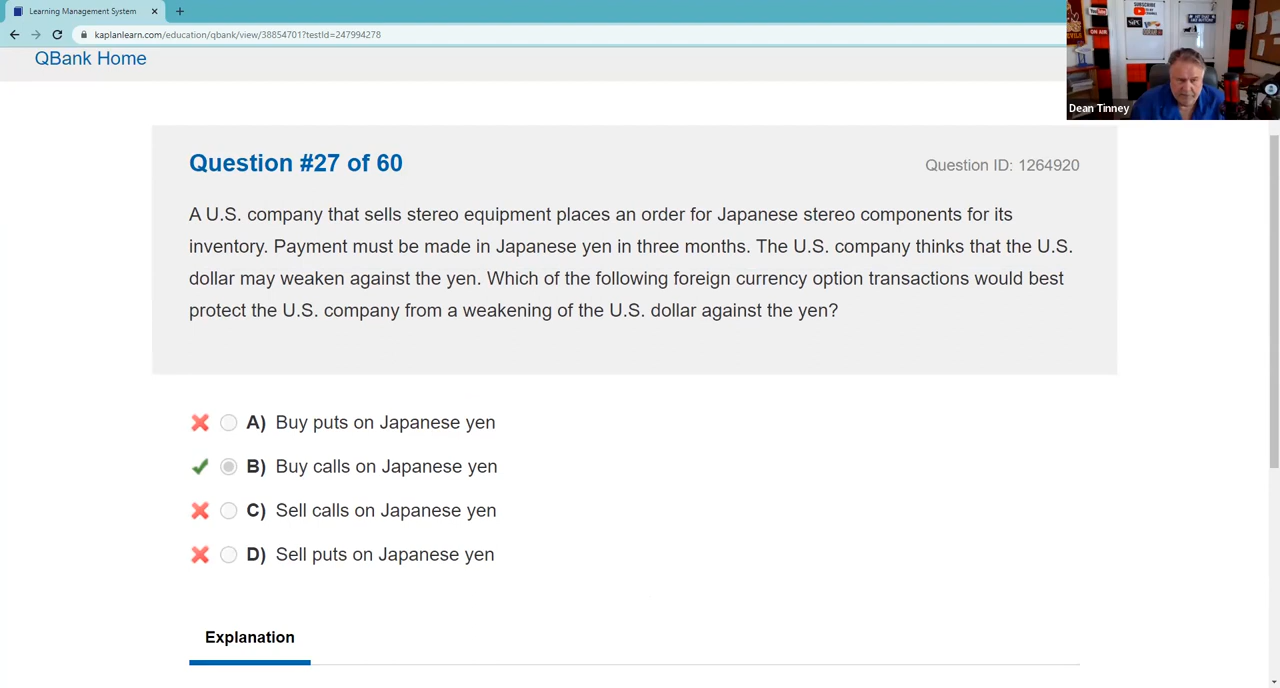 Learning Management System
kaplanlearn.com/education/qbank/view/38854701?testId=247994278
QBank Home
SUBSCRIBE
ON AIR
SIPC
Dean Tinney
Question #27 of 60
Question ID: 1264920
A U.S. company that sells stereo equipment places an order for Japanese stereo components for its
inventory. Payment must be made in Japanese yen in three months. The U.S. company thinks that the U.S.
dollar may weaken against the yen. Which of the following foreign currency option transactions would best
protect the U.S. company from a weakening of the U.S. dollar against the yen?
A) Buy puts on Japanese yen
B) Buy calls on Japanese yen
C) Sell calls on Japanese yen
D) Sell puts on Japanese yen
Explanation